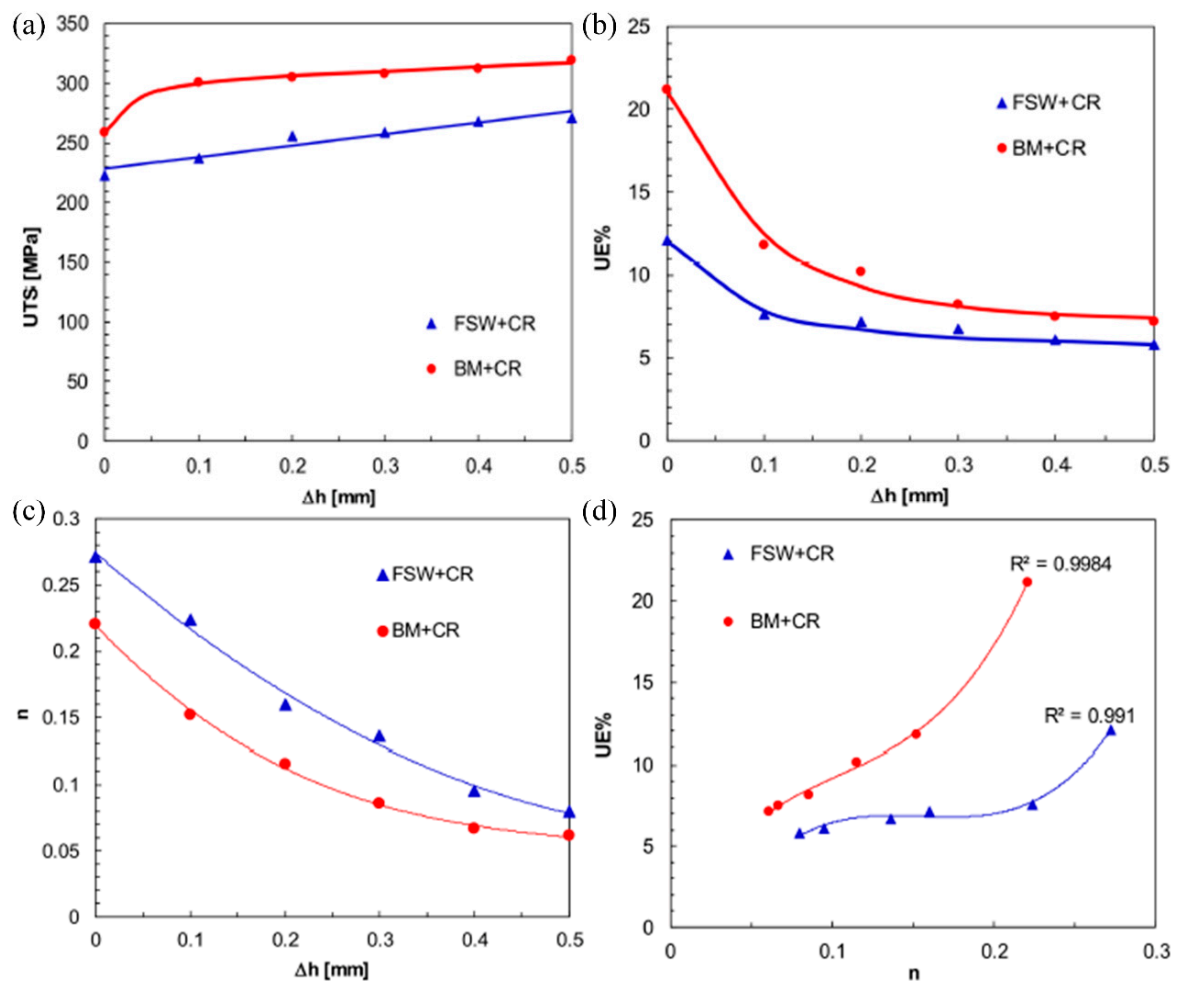 (a)
350
300
250
200
150
100
50
0
UTS [MPa]
FSW+CR
BM+CR
0 0.1 0.2 0.3 0.4 0.5
Δh [mm]
(b)
25
20
15
10
5
0
UE%
FSW+CR
BM+CR
0 0.1 0.2 0.3 0.4 0.5
Δh [mm]
(c)
0.3
0.25
0.2
0.15
0.1
0.05
0
n
FSW+CR
BM+CR
0 0.1 0.2 0.3 0.4 0.5
Δh [mm]
(d)
25
20
15
10
5
0
UE%
FSW+CR
BM+CR
R² = 0.9984
R² = 0.991
0 0.1 0.2 0.3
n